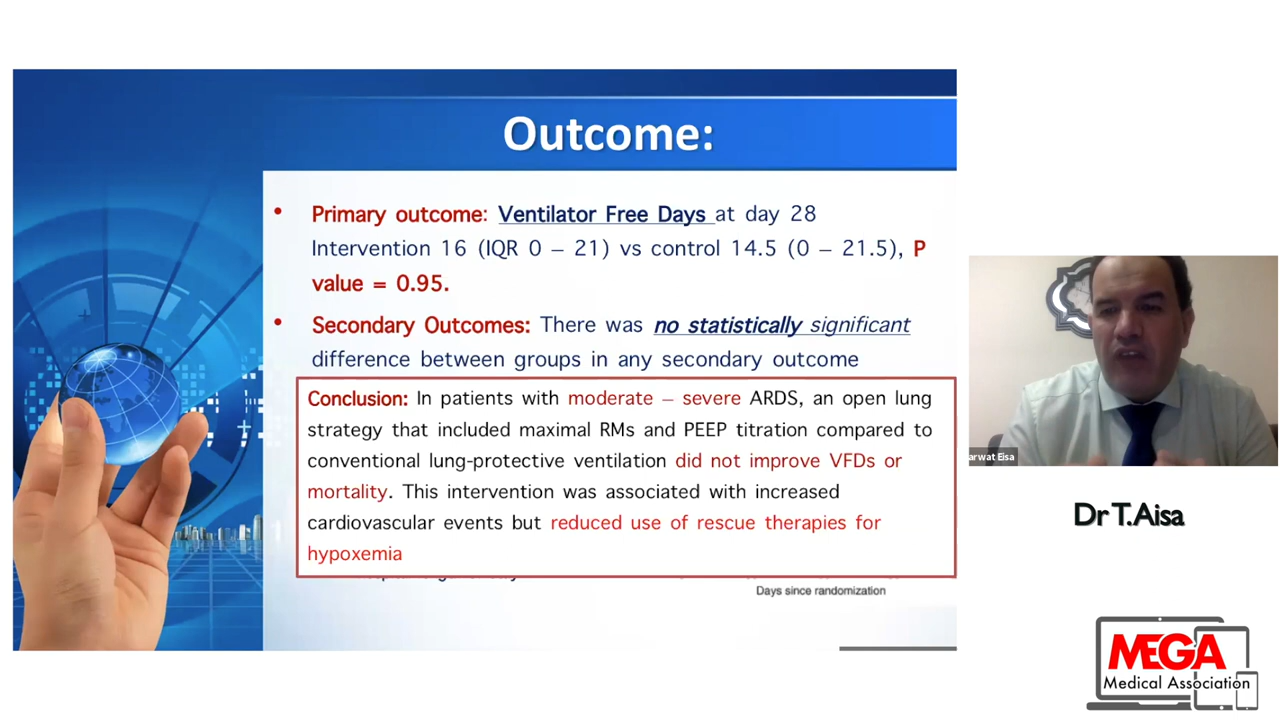 Outcome:
• Primary outcome: Ventilator Free Days at day 28
Intervention 16 (IQR 0 – 21) vs control 14.5 (0 – 21.5), P
value = 0.95.
• Secondary Outcomes: There was no statistically significant
difference between groups in any secondary outcome
Conclusion: In patients with moderate – severe ARDS, an open lung
strategy that included maximal RMs and PEEP titration compared to
conventional lung-protective ventilation did not improve VFDs or
mortality. This intervention was associated with increased
cardiovascular events but reduced use of rescue therapies for
hypoxemia
Days since randomization
arwat Eisa
Dr T.Aisa
MEGA
Medical Association